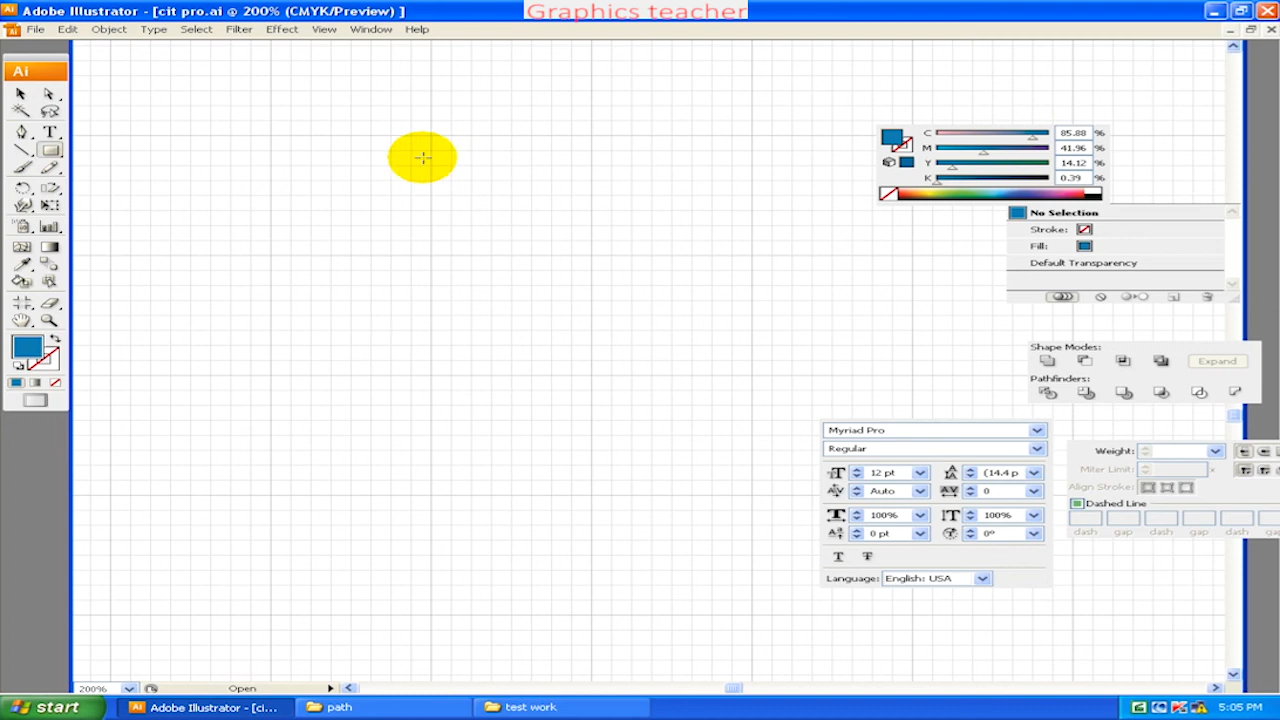 Adobe Illustrator - [cit pro.ai @ 200% (CMYK/Preview) ]
Graphics teacher
File Edit Object Type Select Filter Effect View Window Help
Ai
T
C 85.88 %
M 41.96 %
Y 14.12 %
K 0.39 %
No Selection
Stroke:
Fill:
Default Transparency
Shape Modes:
Expand
Pathfinders:
Myriad Pro
Regular
12 pt (14.4 p
Auto 0
100% 100%
0 pt 0°
Language: English: USA
Weight:
Miter Limit: x
Align Stroke:
Dashed Line
dash gap dash gap dash gap
200% Open
start Adobe Illustrator - [ci... path test work 5:05 PM